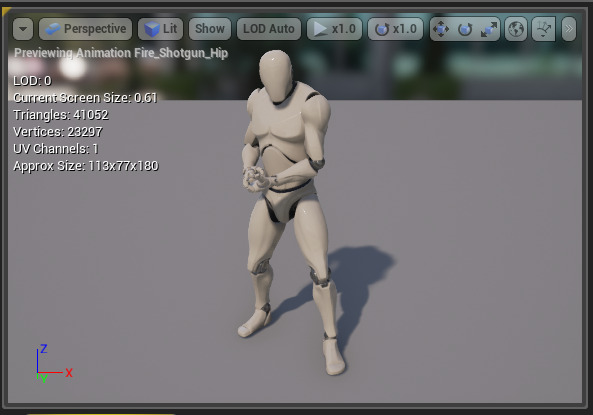 Perspective Lit Show LOD Auto x1.0 x1.0
Previewing Animation Fire_Shotgun_Hip
LOD: 0
Current Screen Size: 0.61
Triangles: 41052
Vertices: 23297
UV Channels: 1
Approx Size: 113x77x180
Z
X
Y